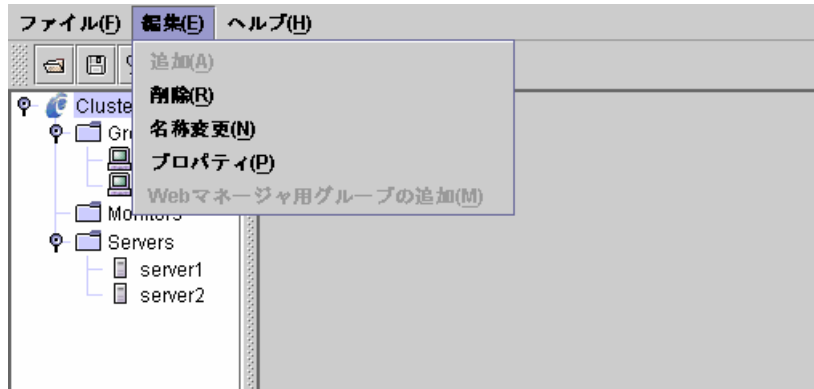 ファイル(F) 編集(E) ヘルプ(H)
追加(A)
削除(R)
名称変更(N)
プロパティ(P)
Webマネージャ用グループの追加(M)
Monitors
Servers
server1
server2